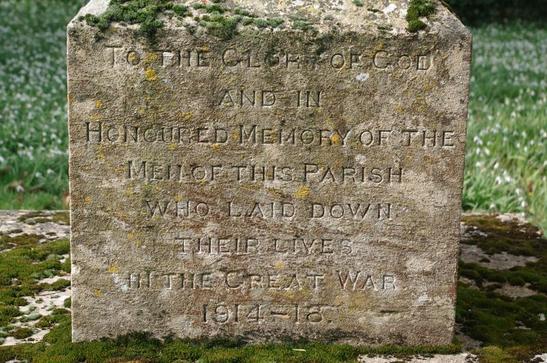 To the Glory of God
and in
Honoured Memory of the
Men of this Parish
who laid down
their lives
in the Great War
1914-18